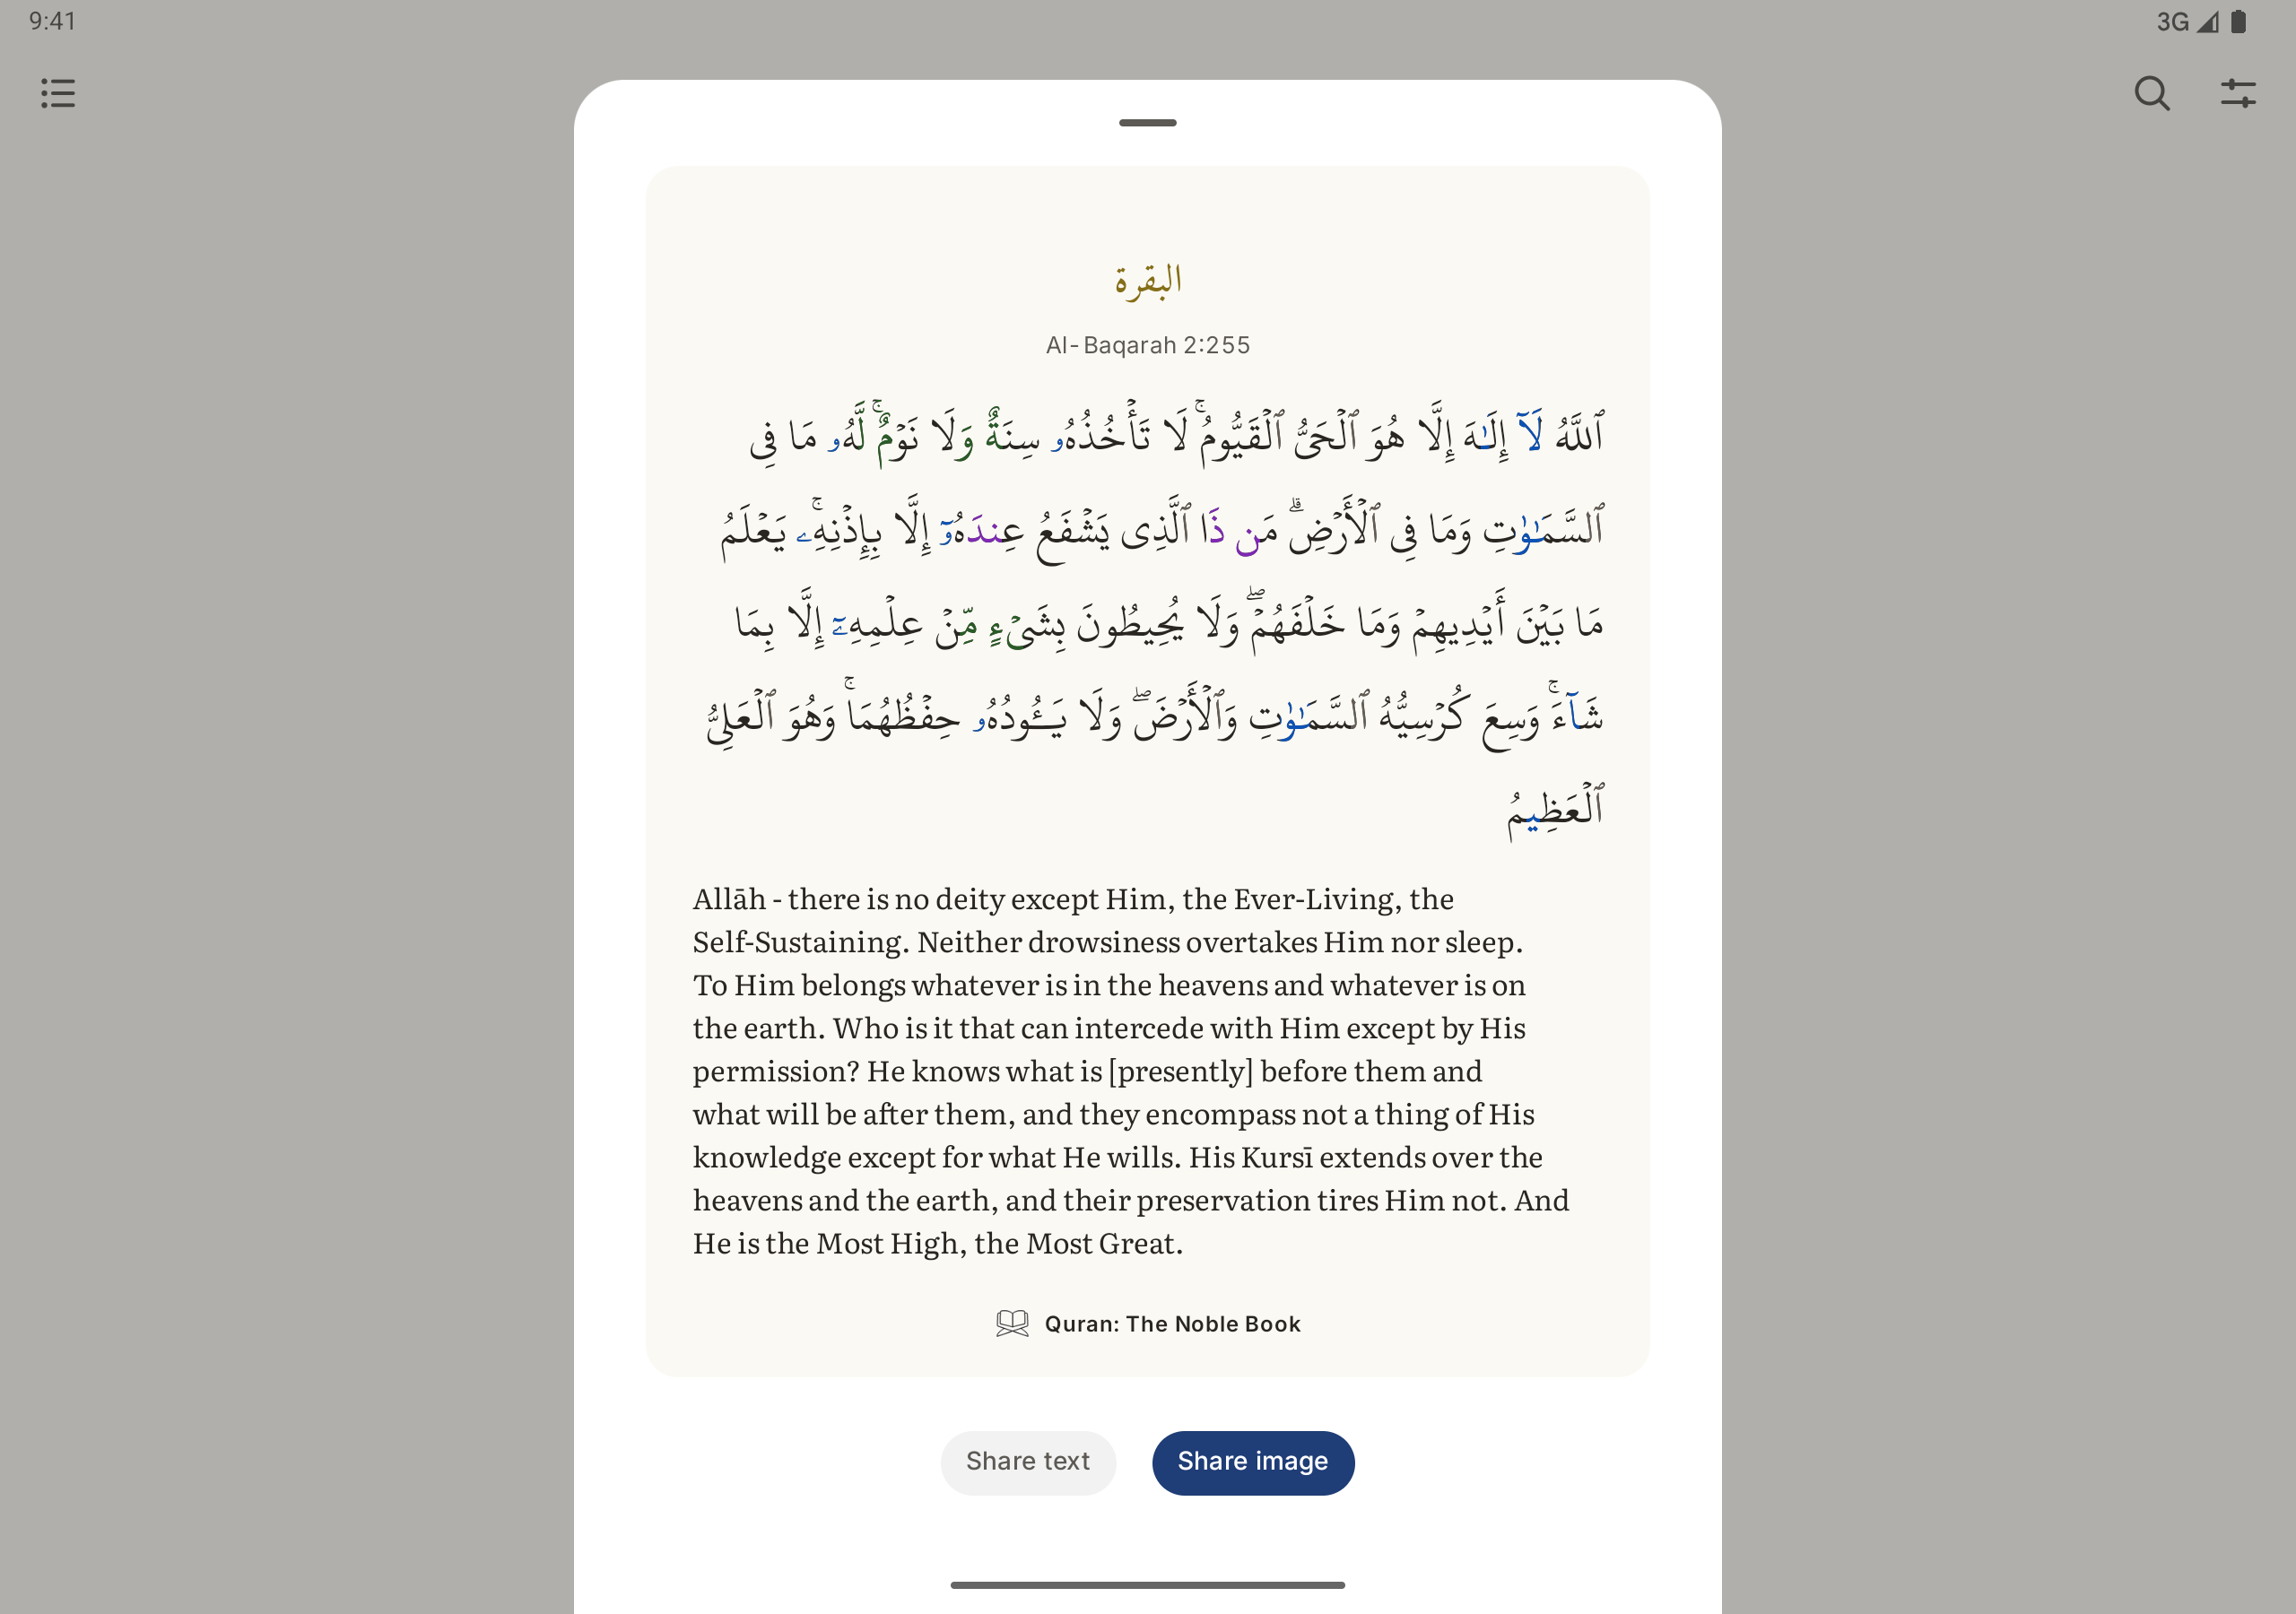 9:41
3G
البقرة
Al-Baqarah 2:255
ٱللَّهُ لَآ إِلَـٰهَ إِلَّا هُوَ ٱلْحَىُّ ٱلْقَيُّومُ ۚ لَا تَأْخُذُهُۥ سِنَةٌ وَلَا نَوْمٌ ۚ لَّهُۥ مَا فِى
ٱلسَّمَـٰوَٰتِ وَمَا فِى ٱلْأَرْضِ ۗ مَن ذَا ٱلَّذِى يَشْفَعُ عِندَهُۥٓ إِلَّا بِإِذْنِهِۦ ۚ يَعْلَمُ
مَا بَيْنَ أَيْدِيهِمْ وَمَا خَلْفَهُمْ ۖ وَلَا يُحِيطُونَ بِشَىْءٍ مِّنْ عِلْمِهِۦٓ إِلَّا بِمَا
شَآءَ ۚ وَسِعَ كُرْسِيُّهُ ٱلسَّمَـٰوَٰتِ وَٱلْأَرْضَ ۖ وَلَا يَـُٔودُهُۥ حِفْظُهُمَا ۚ وَهُوَ ٱلْعَلِىُّ
ٱلْعَظِيمُ
Allāh - there is no deity except Him, the Ever-Living, the
Self-Sustaining. Neither drowsiness overtakes Him nor sleep.
To Him belongs whatever is in the heavens and whatever is on
the earth. Who is it that can intercede with Him except by His
permission? He knows what is [presently] before them and
what will be after them, and they encompass not a thing of His
knowledge except for what He wills. His Kursī extends over the
heavens and the earth, and their preservation tires Him not. And
He is the Most High, the Most Great.
Quran: The Noble Book
Share text
Share image